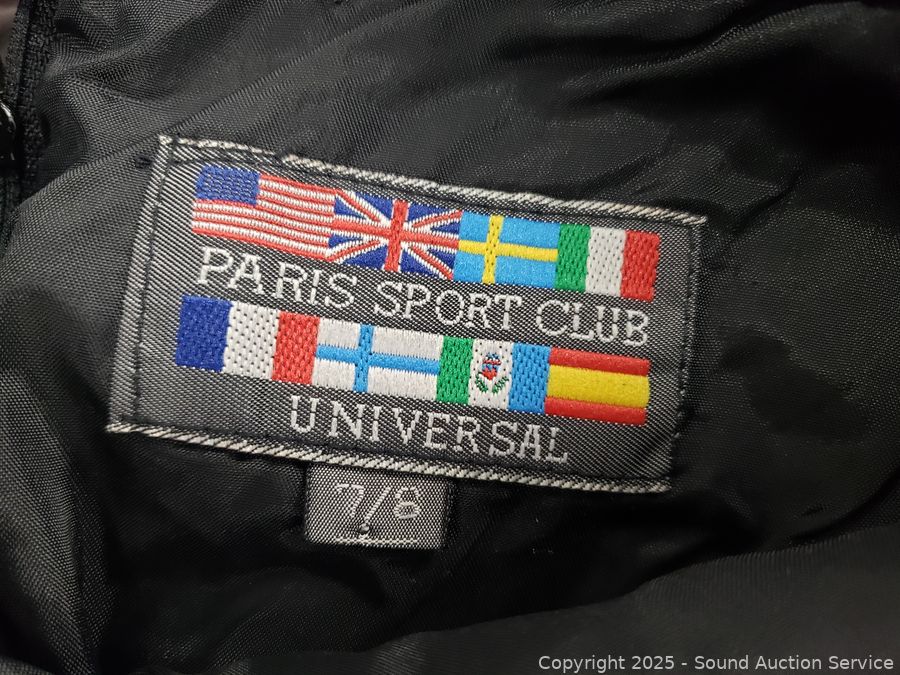 PARIS SPORT CLUB
UNIVERSAL
7/8
Copyright 2025 - Sound Auction Service